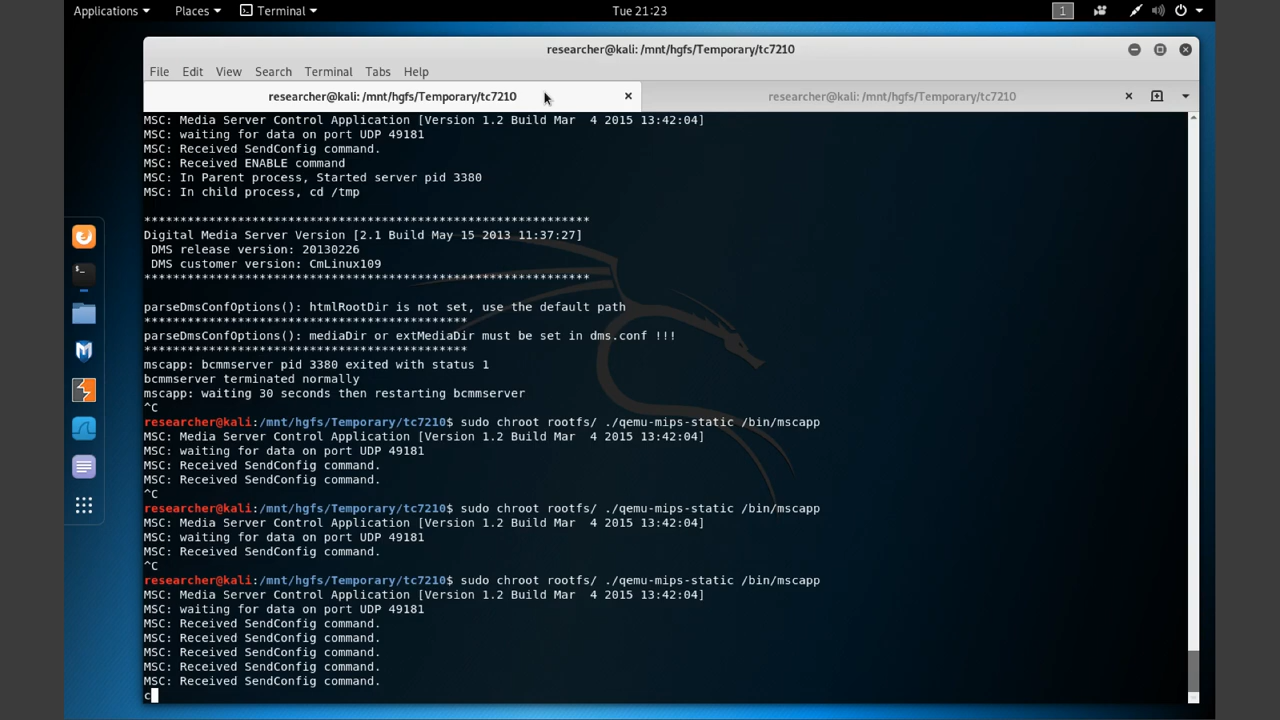 Applications Places Terminal Tue 21:23 1
researcher@kali: /mnt/hgfs/Temporary/tc7210
File Edit View Search Terminal Tabs Help
researcher@kali: /mnt/hgfs/Temporary/tc7210 × researcher@kali: /mnt/hgfs/Temporary/tc7210 ×
MSC: Media Server Control Application [Version 1.2 Build Mar  4 2015 13:42:04]
MSC: waiting for data on port UDP 49181
MSC: Received SendConfig command.
MSC: Received ENABLE command
MSC: In Parent process, Started server pid 3380
MSC: In child process, cd /tmp
**************************************************************
Digital Media Server Version [2.1 Build May 15 2013 11:37:27]
 DMS release version: 20130226
 DMS customer version: CmLinux109
**************************************************************
parseDmsConfOptions(): htmlRootDir is not set, use the default path
*********************************************
parseDmsConfOptions(): mediaDir or extMediaDir must be set in dms.conf !!!
*********************************************
mscapp: bcmmserver pid 3380 exited with status 1
bcmmserver terminated normally
mscapp: waiting 30 seconds then restarting bcmmserver
^C
researcher@kali:/mnt/hgfs/Temporary/tc7210$ sudo chroot rootfs/ ./qemu-mips-static /bin/mscapp
MSC: Media Server Control Application [Version 1.2 Build Mar  4 2015 13:42:04]
MSC: waiting for data on port UDP 49181
MSC: Received SendConfig command.
MSC: Received SendConfig command.
^C
researcher@kali:/mnt/hgfs/Temporary/tc7210$ sudo chroot rootfs/ ./qemu-mips-static /bin/mscapp
MSC: Media Server Control Application [Version 1.2 Build Mar  4 2015 13:42:04]
MSC: waiting for data on port UDP 49181
MSC: Received SendConfig command.
^C
researcher@kali:/mnt/hgfs/Temporary/tc7210$ sudo chroot rootfs/ ./qemu-mips-static /bin/mscapp
MSC: Media Server Control Application [Version 1.2 Build Mar  4 2015 13:42:04]
MSC: waiting for data on port UDP 49181
MSC: Received SendConfig command.
MSC: Received SendConfig command.
MSC: Received SendConfig command.
MSC: Received SendConfig command.
MSC: Received SendConfig command.
c